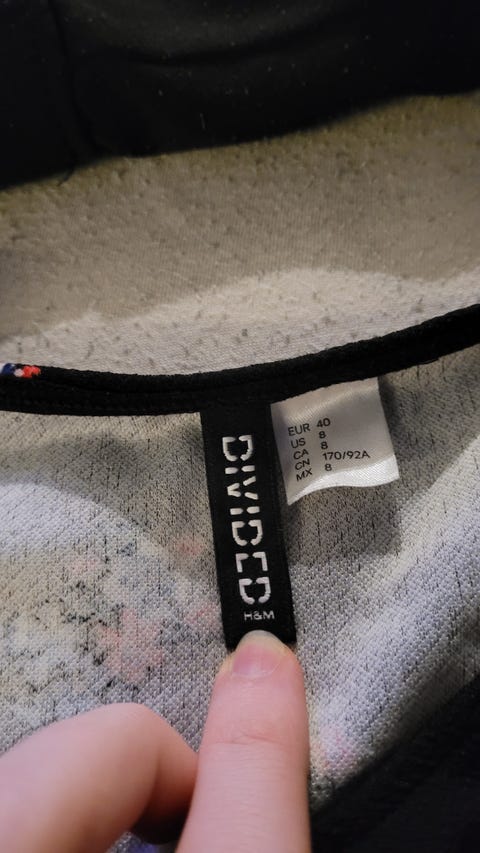 DIVIDED
H&M
EUR 40
US 8
CA 8
CN 170/92A
MX 8